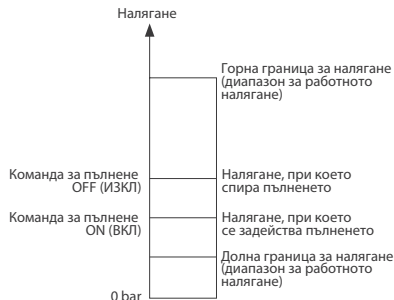 Налягане
Горна граница за налягане
(диапазон за работното
налягане)
Команда за пълнене
OFF (ИЗКЛ)
Налягане, при което
спира пълненето
Команда за пълнене
ON (ВКЛ)
Налягане, при което
се задейства пълненето
Долна граница за налягане
(диапазон за работното
налягане)
0 bar